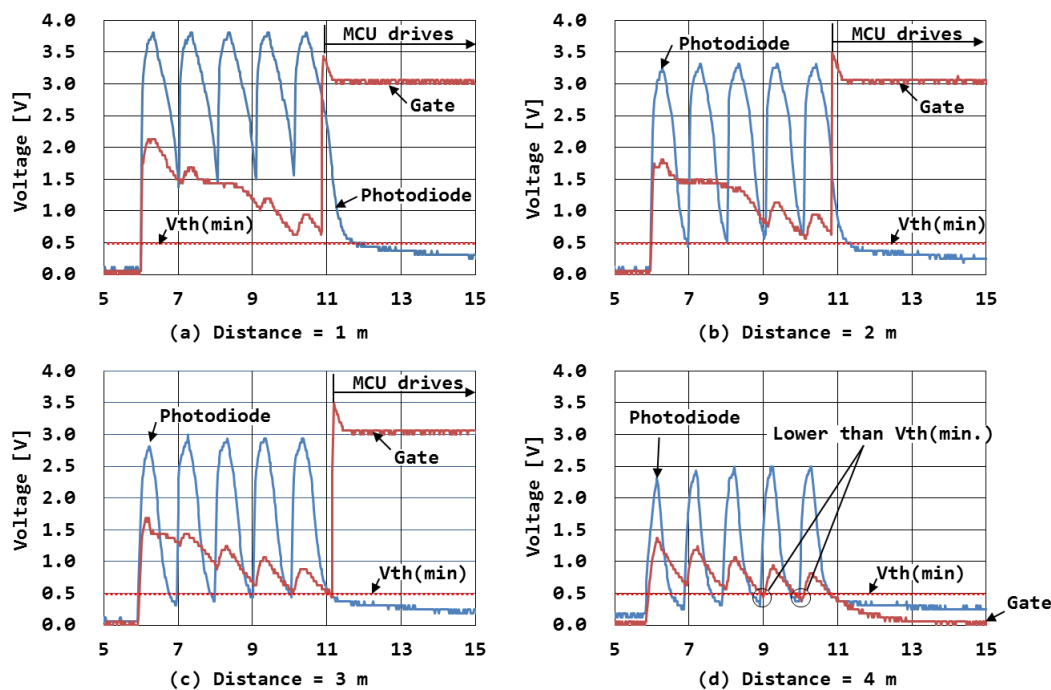 4.0
3.5
3.0
2.5
2.0
1.5
1.0
0.5
0.0
Voltage [V]
MCU drives
Gate
Photodiode
Vth(min)
5 7 9 11 13 15
(a) Distance = 1 m
4.0
3.5
3.0
2.5
2.0
1.5
1.0
0.5
0.0
Voltage [V]
Photodiode
MCU drives
Gate
Vth(min)
5 7 9 11 13 15
(b) Distance = 2 m
4.0
3.5
3.0
2.5
2.0
1.5
1.0
0.5
0.0
Voltage [V]
MCU drives
Photodiode
Gate
Vth(min)
5 7 9 11 13 15
(c) Distance = 3 m
4.0
3.5
3.0
2.5
2.0
1.5
1.0
0.5
0.0
Voltage [V]
Photodiode
Lower than Vth(min.)
Vth(min)
Gate
5 7 9 11 13 15
(d) Distance = 4 m